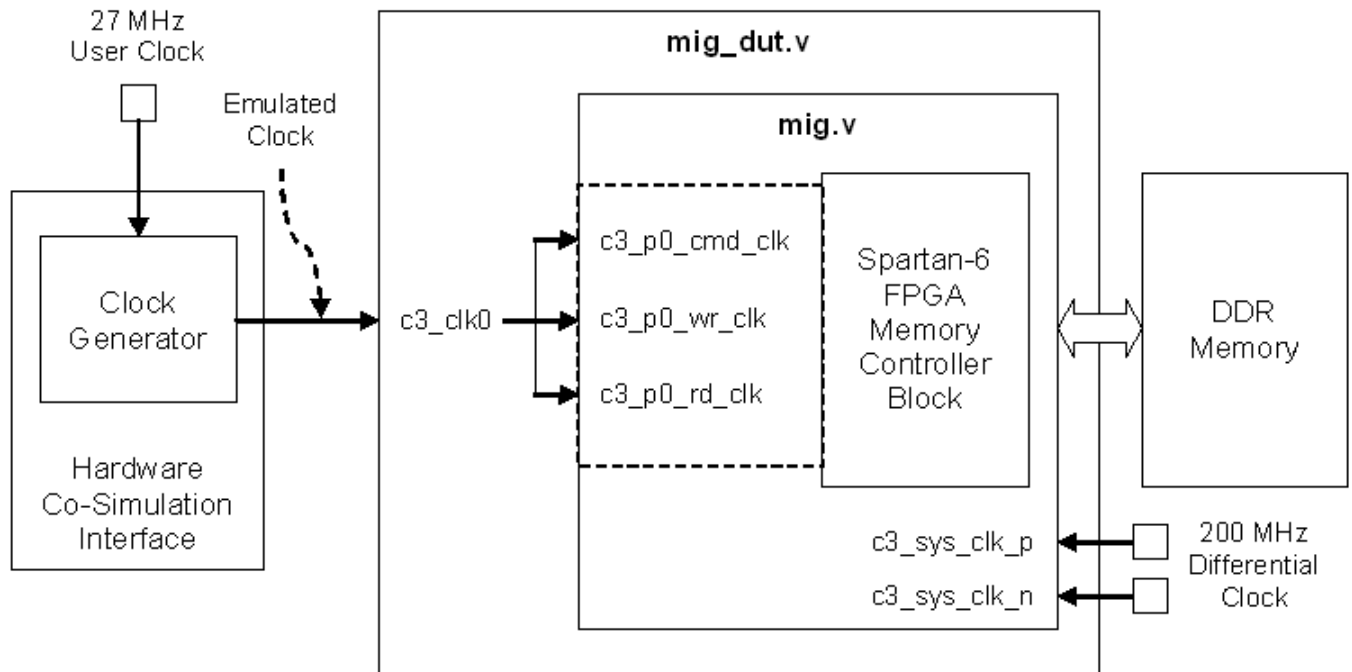 27 MHz
User Clock
Emulated
Clock
mig_dut.v
mig.v
c3_p0_cmd_clk
c3_p0_wr_clk
c3_p0_rd_clk
c3_clk0
Clock
Generator
Hardware
Co-Simulation
Interface
Spartan-6
FPGA
Memory
Controller
Block
DDR
Memory
c3_sys_clk_p
c3_sys_clk_n
200 MHz
Differential
Clock